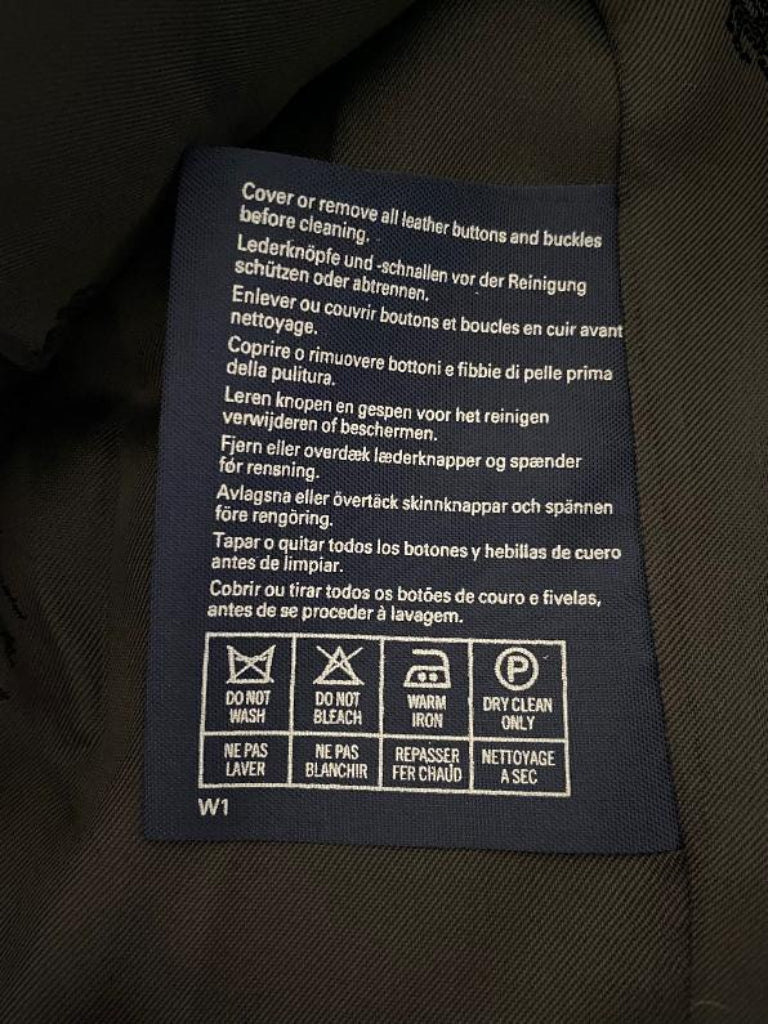 Cover or remove all leather buttons and buckles
before cleaning.
Lederknöpfe und -schnallen vor der Reinigung
schützen oder abtrennen.
Enlever ou couvrir boutons et boucles en cuir avant
nettoyage.
Coprire o rimuovere bottoni e fibbie di pelle prima
della pulitura.
Leren knopen en gespen voor het reinigen
verwijderen of beschermen.
Fjern eller overdæk læderknapper og spænder
før rensning.
Avlagsna eller övertäck skinnknappar och spännen
före rengöring.
Tapar o quitar todos los botones y hebillas de cuero
antes de limpiar.
Cobrir ou tirar todos os botões de couro e fivelas,
antes de se proceder à lavagem.
P
DO NOT WASH
DO NOT BLEACH
WARM IRON
DRY CLEAN ONLY
NE PAS LAVER
NE PAS BLANCHIR
REPASSER FER CHAUD
NETTOYAGE A SEC
W1